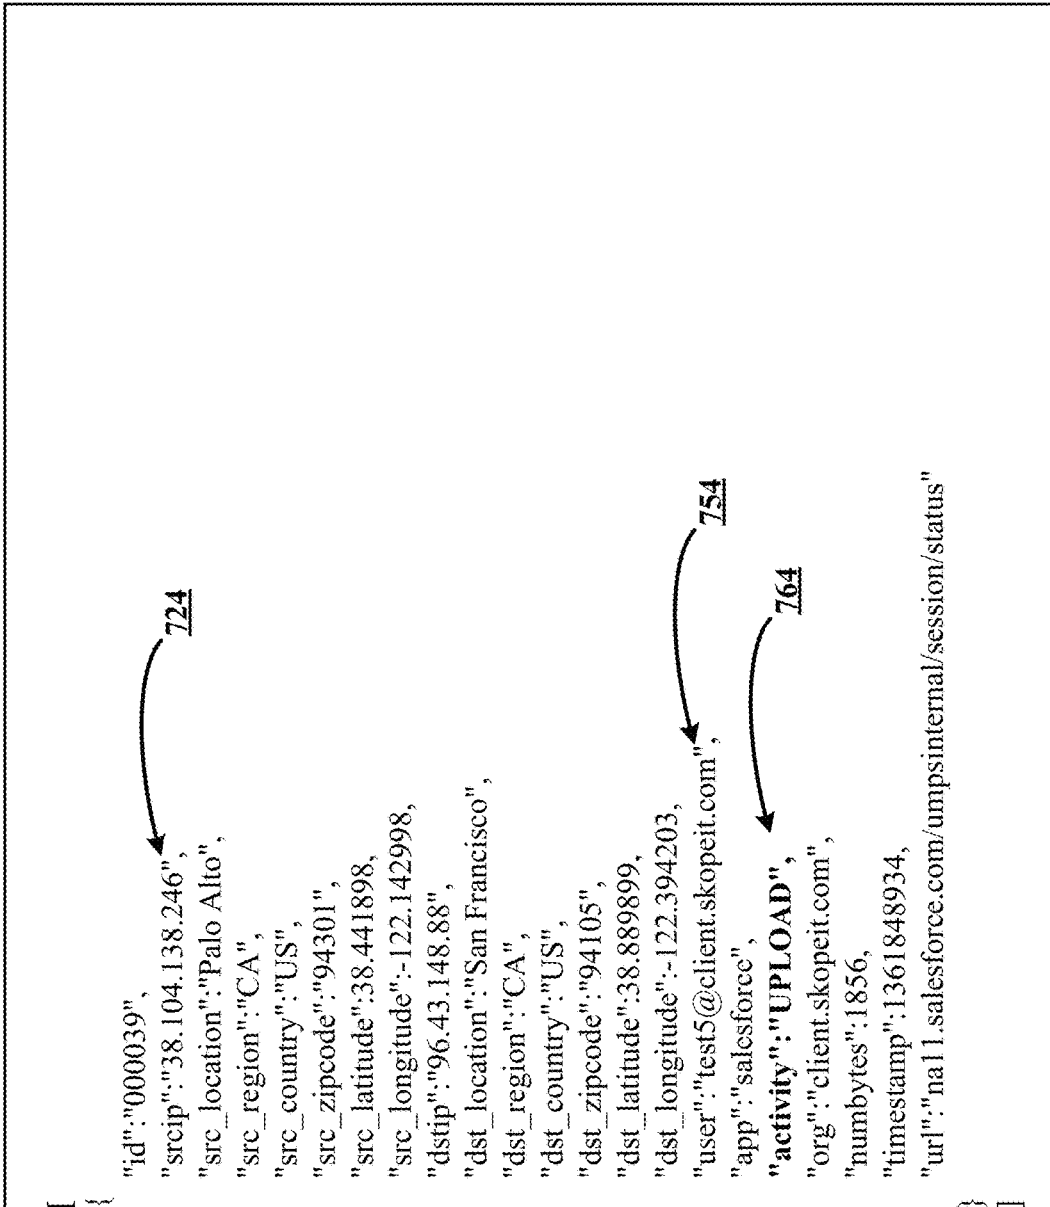 [
{
"id":"000039",
"srcip":"38.104.138.246", 724
"src_location":"Palo Alto",
"src_region":"CA",
"src_country":"US",
"src_zipcode":"94301",
"src_latitude":38.441898,
"src_longitude":-122.142998,
"dstip":"96.43.148.88",
"dst_location":"San Francisco",
"dst_region":"CA",
"dst_country":"US",
"dst_zipcode":"94105",
"dst_latitude":38.889899,
"dst_longitude":-122.394203,
"user":"test5@client.skopeit.com", 754
"app":"salesforce",
"activity":"UPLOAD", 764
"org":"client.skopeit.com",
"numbytes":1856,
"timestamp":1361848934,
"url":"na11.salesforce.com/umpsinternal/session/status"
}
]